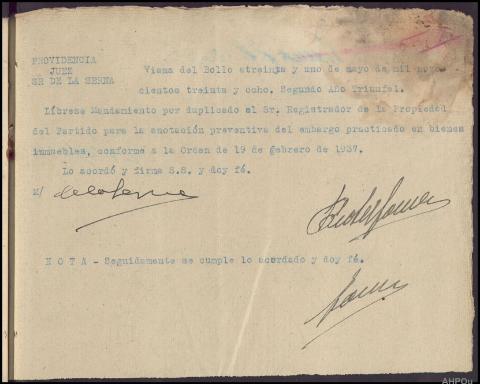 PROVIDENCIA
JUEZ
SR DE LA SERNA
Viana del Bollo atreinta y uno de mayo de mil nove
cientos treinta y ocho. Segundo Año Triunfal.
Líbrese Mandamiento por duplicado al Sr. Registrador de la Propiedad
del Partido para la anotación preventiva del embargo practicado en bienes
inmuebles, conforme a la Orden de 19 de gebrero de 1937.
Lo acordó y firma S.S. y doy fé.
M/ delaSerna
N O T A - Seguidamente se cumple lo acordado y doy fé.
AHPOu